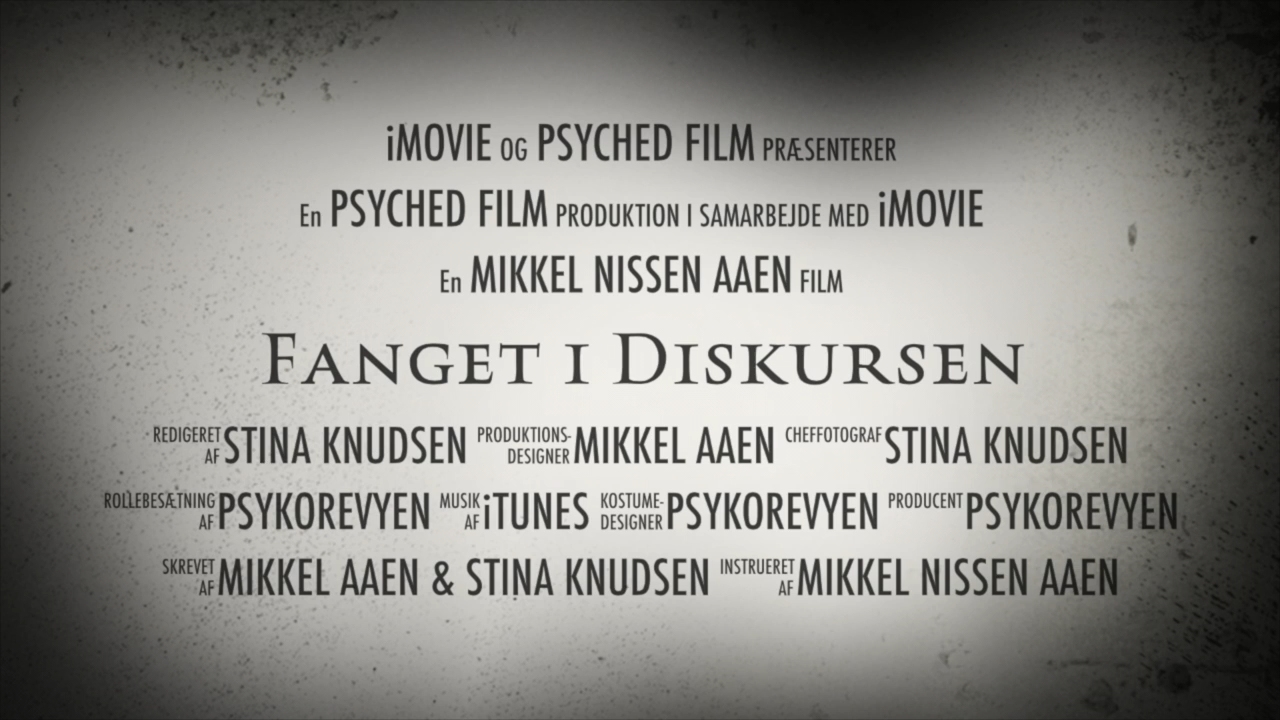 iMOVIE OG PSYCHED FILM PRÆSENTERER
En PSYCHED FILM PRODUKTION I SAMARBEJDE MED iMOVIE
En MIKKEL NISSEN AAEN FILM
FANGET I DISKURSEN
REDIGERET AF STINA KNUDSEN PRODUKTIONS-DESIGNER MIKKEL AAEN CHEFFOTOGRAF STINA KNUDSEN
ROLLEBESÆTNING AF PSYKOREVYEN MUSIK AF iTUNES KOSTUME-DESIGNER PSYKOREVYEN PRODUCENT PSYKOREVYEN
SKREVET AF MIKKEL AAEN & STINA KNUDSEN INSTRUERET AF MIKKEL NISSEN AAEN